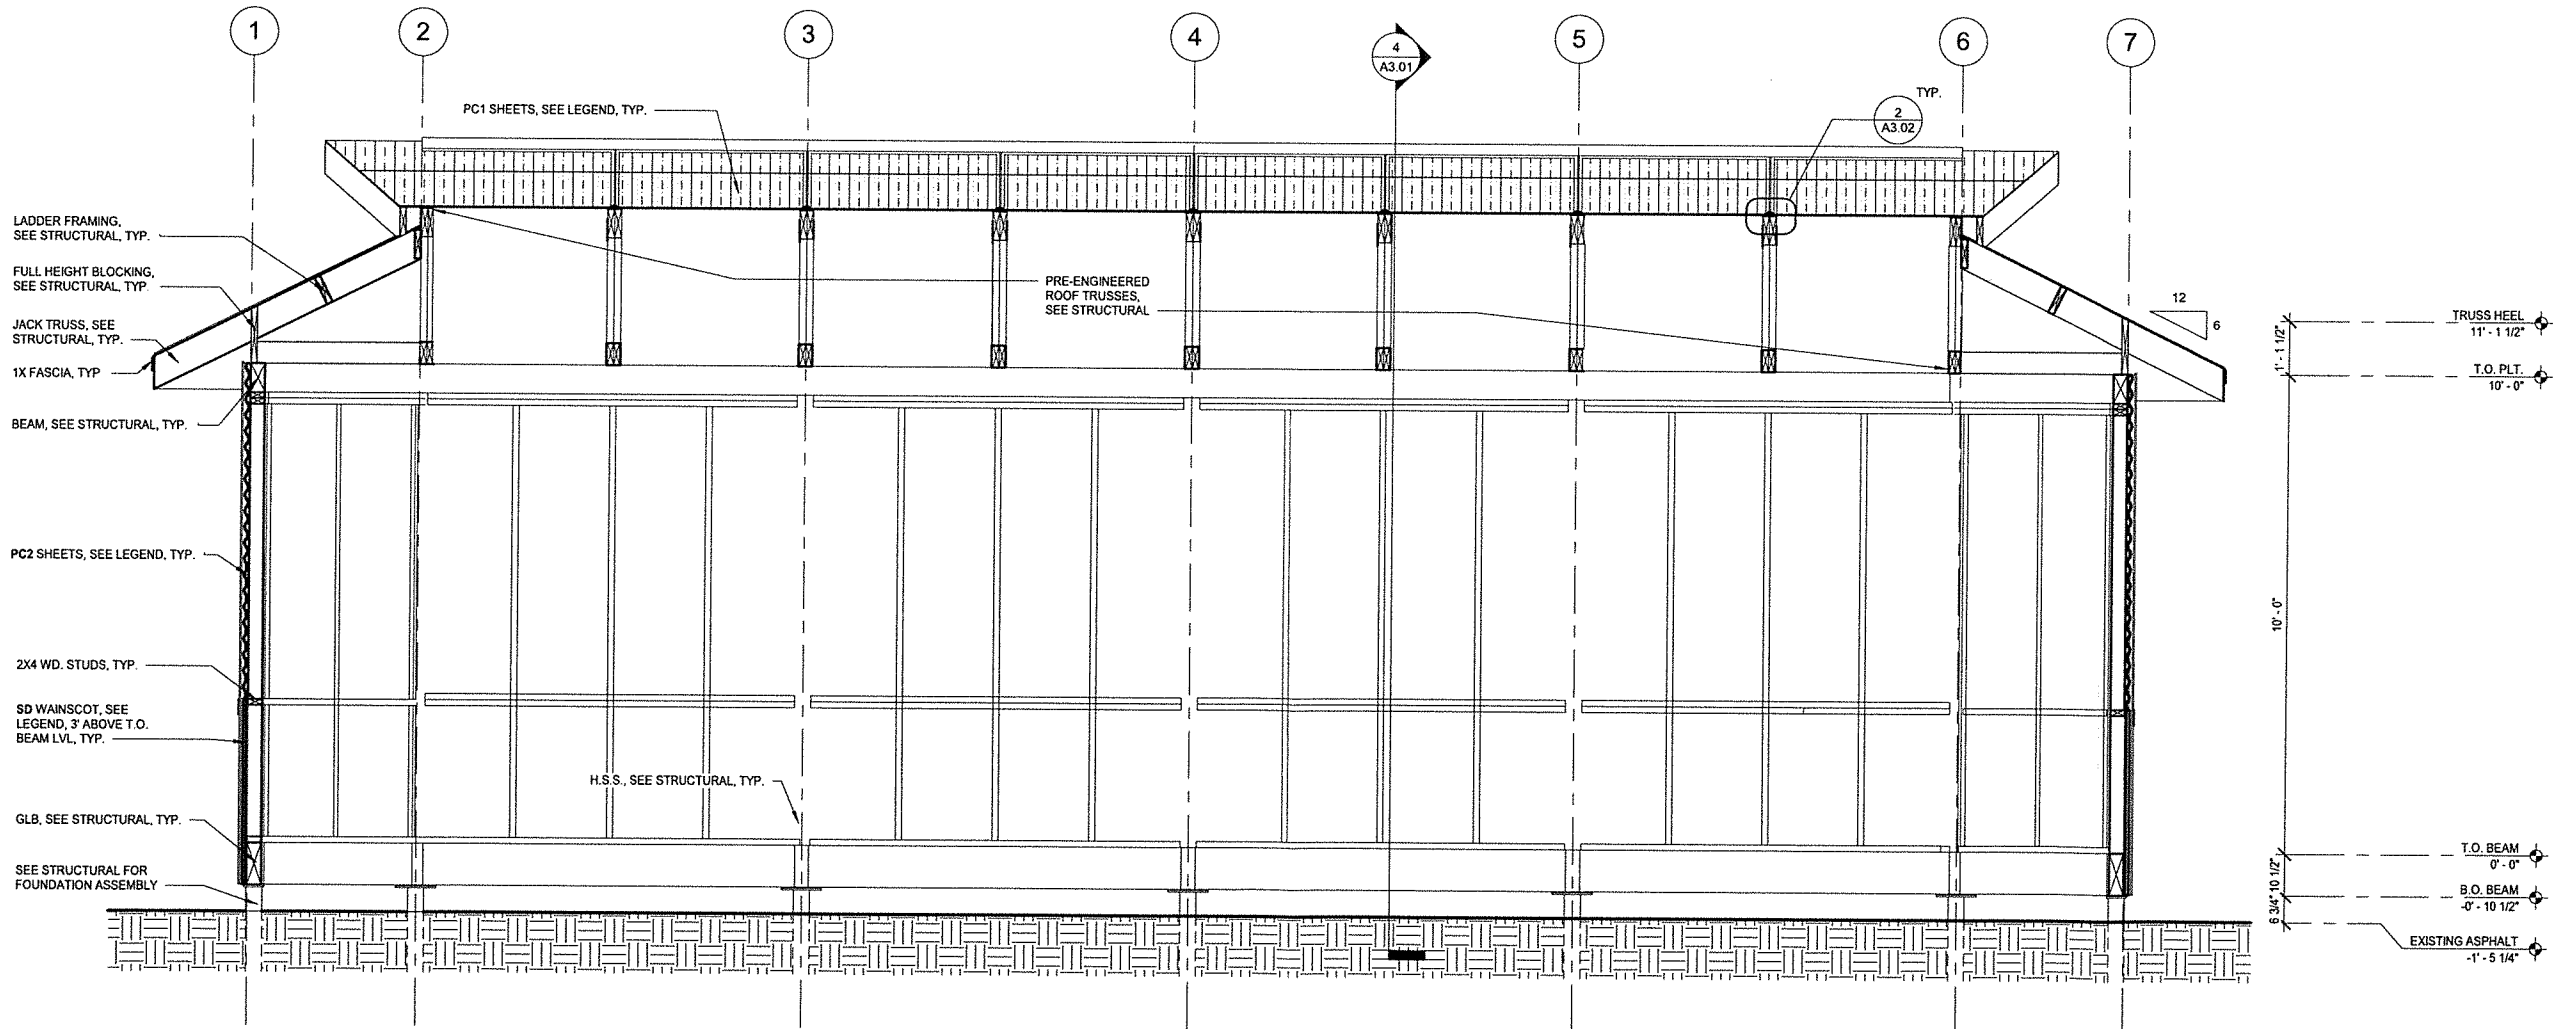 1
2
3
4
5
6
7
4
A3.01
TYP.
2
A3.02
PC1 SHEETS, SEE LEGEND, TYP.
LADDER FRAMING,
SEE STRUCTURAL, TYP.
FULL HEIGHT BLOCKING,
SEE STRUCTURAL, TYP.
JACK TRUSS, SEE
STRUCTURAL, TYP.
1X FASCIA, TYP
BEAM, SEE STRUCTURAL, TYP.
PC2 SHEETS, SEE LEGEND, TYP.
2X4 WD. STUDS, TYP.
SD WAINSCOT, SEE
LEGEND, 3' ABOVE T.O.
BEAM LVL, TYP.
GLB, SEE STRUCTURAL, TYP.
SEE STRUCTURAL FOR
FOUNDATION ASSEMBLY
PRE-ENGINEERED
ROOF TRUSSES,
SEE STRUCTURAL
H.S.S., SEE STRUCTURAL, TYP.
12
6
1' - 1 1/2"
10' - 0"
10 1/2"
6 3/4"
TRUSS HEEL
11' - 1 1/2"
T.O. PLT.
10' - 0"
T.O. BEAM
0' - 0"
B.O. BEAM
-0' - 10 1/2"
EXISTING ASPHALT
-1' - 5 1/4"